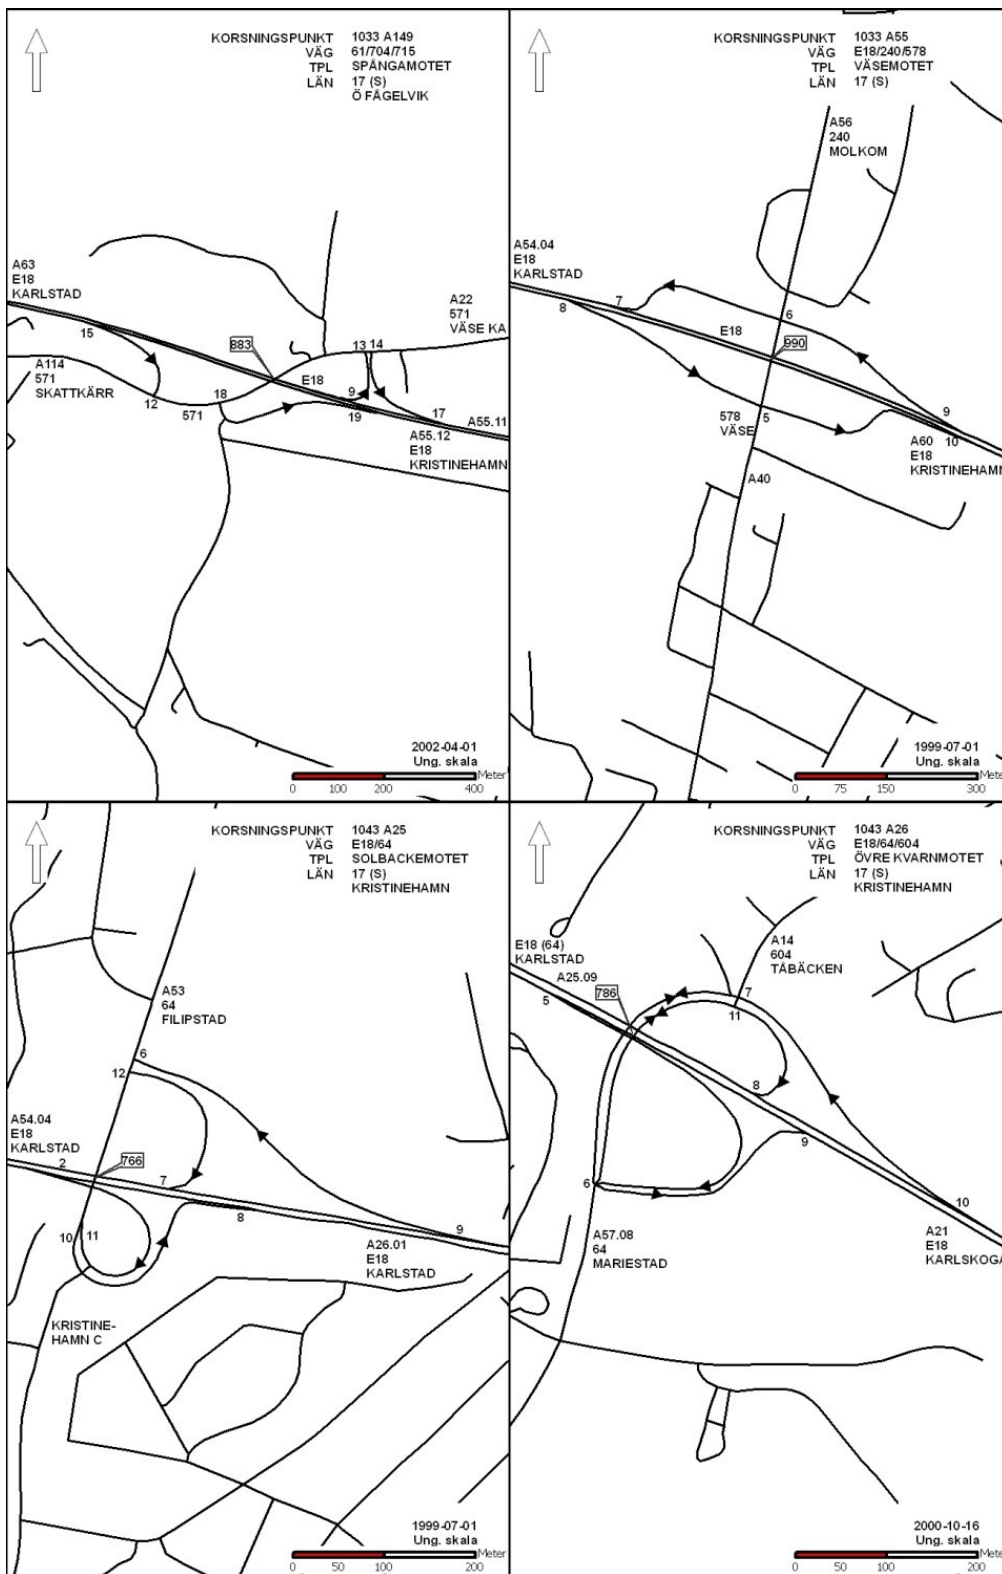 KORSNINGSPUNKT 1033 A149
VÄG 61/704/715
TPL SPÅNGAMOTET
LÄN 17 (S)
Ö FÅGELVIK
A63
E18
KARLSTAD
15
A22
571
VÄSE KA
883
13 14
A114
571
SKATTKÄRR
E18
12
18
9
571
19
17
A55.11
A55.12
E18
KRISTINEHAMN
2002-04-01
Ung. skala
Meter
0 100 200 400
KORSNINGSPUNKT 1033 A55
VÄG E18/240/578
TPL VÄSEMOTET
LÄN 17 (S)
A56
240
MOLKOM
A54.04
E18
KARLSTAD
7
8
6
E18
990
578
VÄSE
5
9
10
A60
E18
KRISTINEHAMN
A40
1999-07-01
Ung. skala
Meter
0 75 150 300
KORSNINGSPUNKT 1043 A25
VÄG E18/64
TPL SOLBACKEMOTET
LÄN 17 (S)
KRISTINEHAMN
A53
64
FILIPSTAD
6
12
A54.04
E18
KARLSTAD
2
766
7
8
9
10
11
A26.01
E18
KARLSTAD
KRISTINE-
HAMN C
1999-07-01
Ung. skala
Meter
0 50 100 200
KORSNINGSPUNKT 1043 A26
VÄG E18/64/604
TPL ÖVRE KVARNMOTET
LÄN 17 (S)
KRISTINEHAMN
E18 (64)
KARLSTAD
A25.09
5
786
A14
604
TÅBÄCKEN
7
11
8
9
6
10
A57.08
64
MARIESTAD
A21
E18
KARLSKOGA
2000-10-16
Ung. skala
Meter
0 50 100